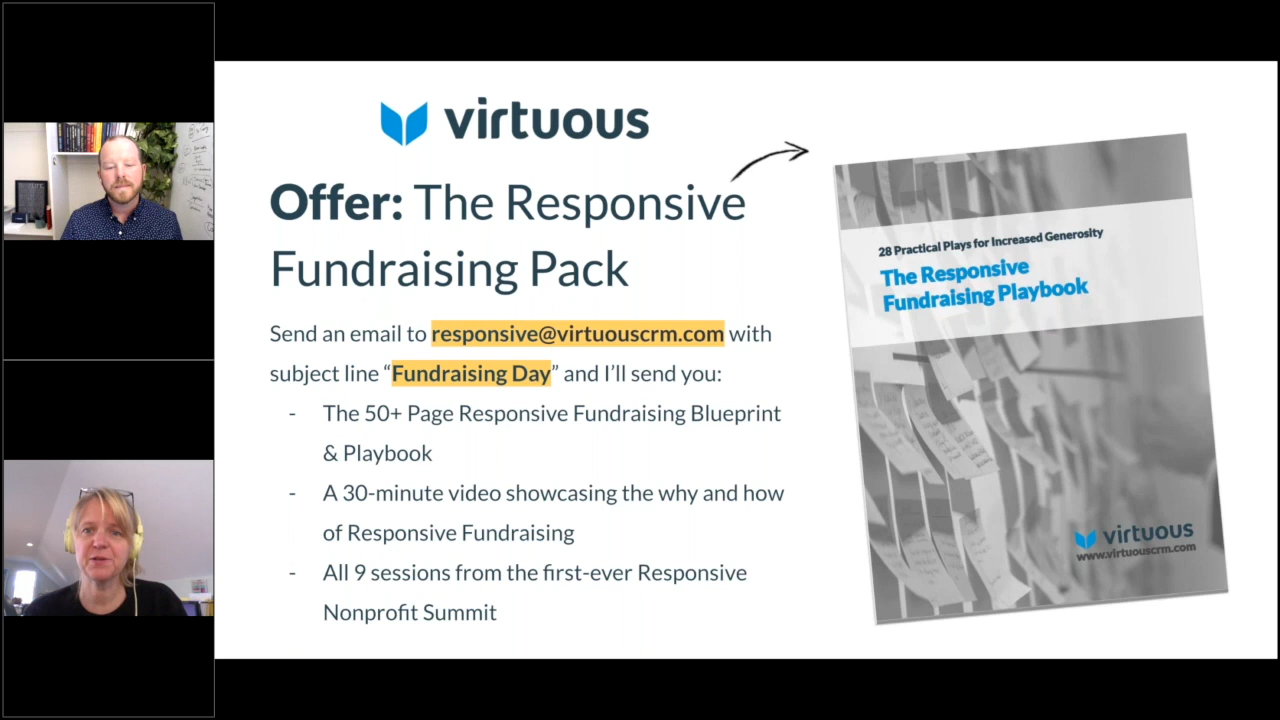 virtuous
Offer: The Responsive
Fundraising Pack
Send an email to responsive@virtuouscrm.com with
subject line “Fundraising Day” and I’ll send you:
- The 50+ Page Responsive Fundraising Blueprint
& Playbook
- A 30-minute video showcasing the why and how
of Responsive Fundraising
- All 9 sessions from the first-ever Responsive
Nonprofit Summit
28 Practical Plays for Increased Generosity
The Responsive
Fundraising Playbook
virtuous
www.virtuouscrm.com